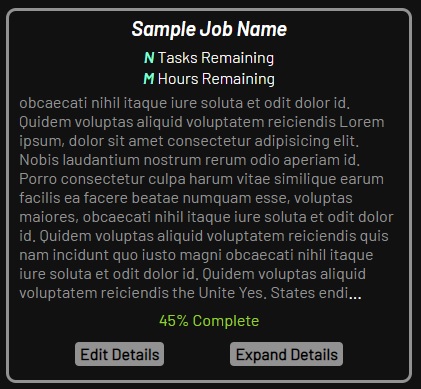 Sample Job Name
N Tasks Remaining
M Hours Remaining
obcaecati nihil itaque iure soluta et odit dolor id.
Quidem voluptas aliquid voluptatem reiciendis Lorem
ipsum, dolor sit amet consectetur adipisicing elit.
Nobis laudantium nostrum rerum odio aperiam id.
Porro consectetur culpa harum vitae similique earum
facilis ea facere beatae numquam esse, voluptas
maiores, obcaecati nihil itaque iure soluta et odit dolor
id. Quidem voluptas aliquid voluptatem reiciendis quis
nam incidunt quo iusto magni obcaecati nihil itaque
iure soluta et odit dolor id. Quidem voluptas aliquid
voluptatem reiciendis the Unite Yes. States endi...
45% Complete
Edit Details
Expand Details